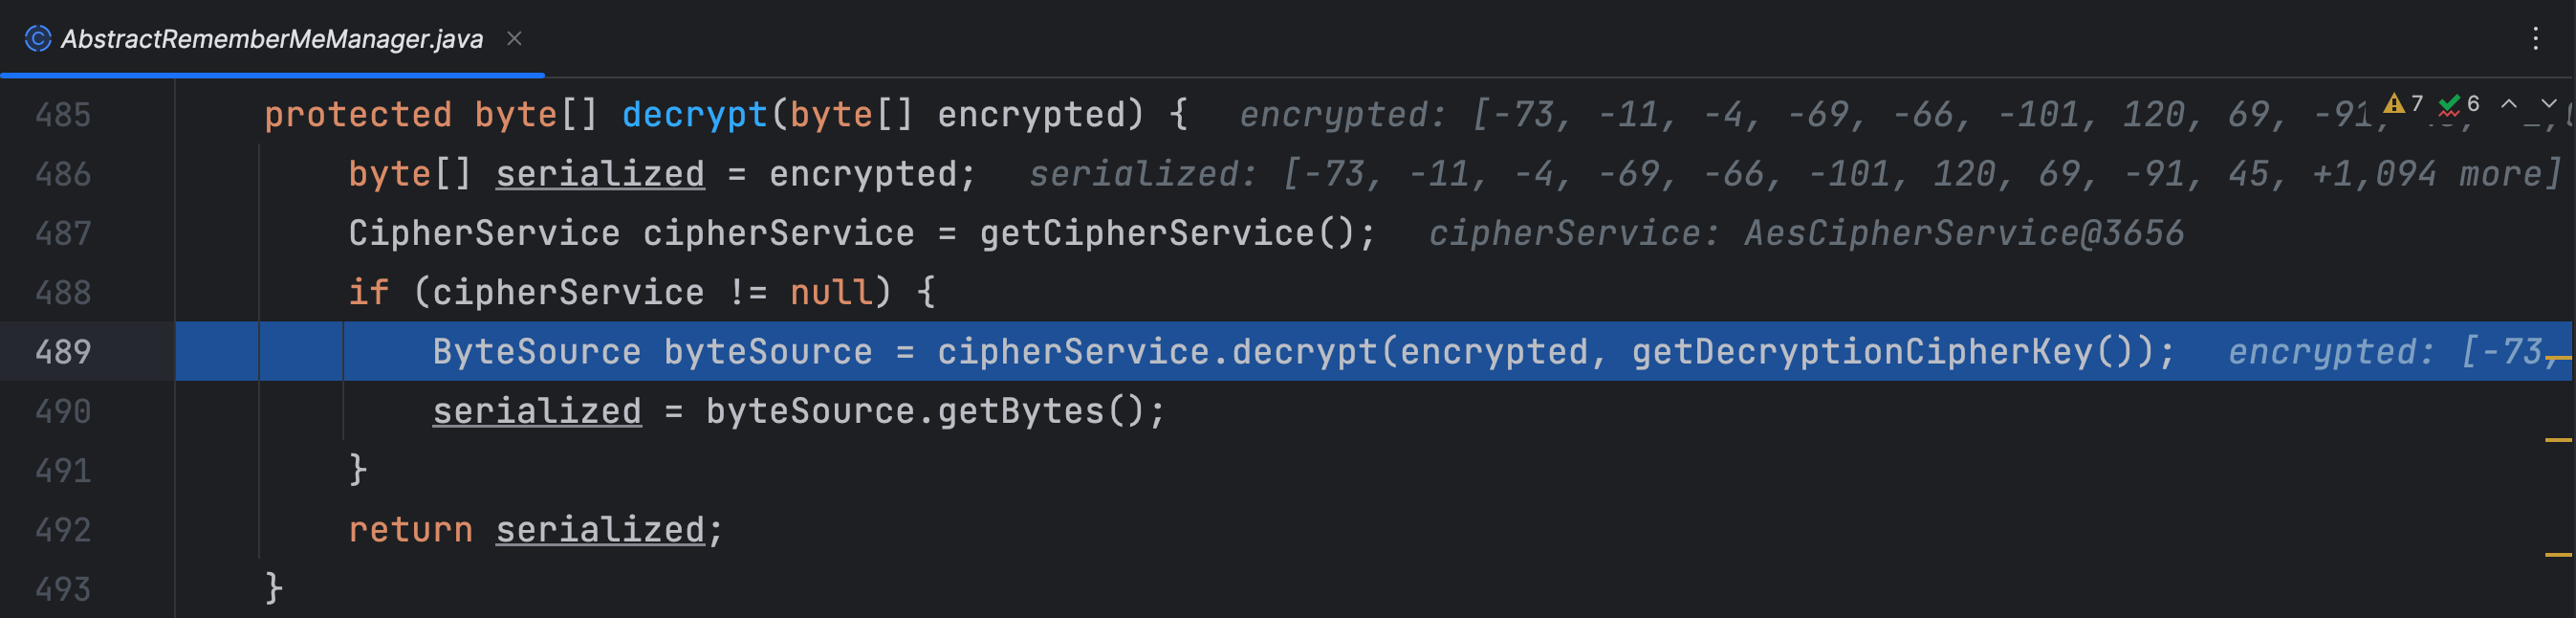 AbstractRememberMeManager.java
485 protected byte[] decrypt(byte[] encrypted) { encrypted: [-73, -11, -4, -69, -66, -101, 120, 69, -91, 7 6
486 byte[] serialized = encrypted; serialized: [-73, -11, -4, -69, -66, -101, 120, 69, -91, 45, +1,094 more]
487 CipherService cipherService = getCipherService(); cipherService: AesCipherService@3656
488 if (cipherService != null) {
489 ByteSource byteSource = cipherService.decrypt(encrypted, getDecryptionCipherKey()); encrypted: [-73,
490 serialized = byteSource.getBytes();
491 }
492 return serialized;
493 }